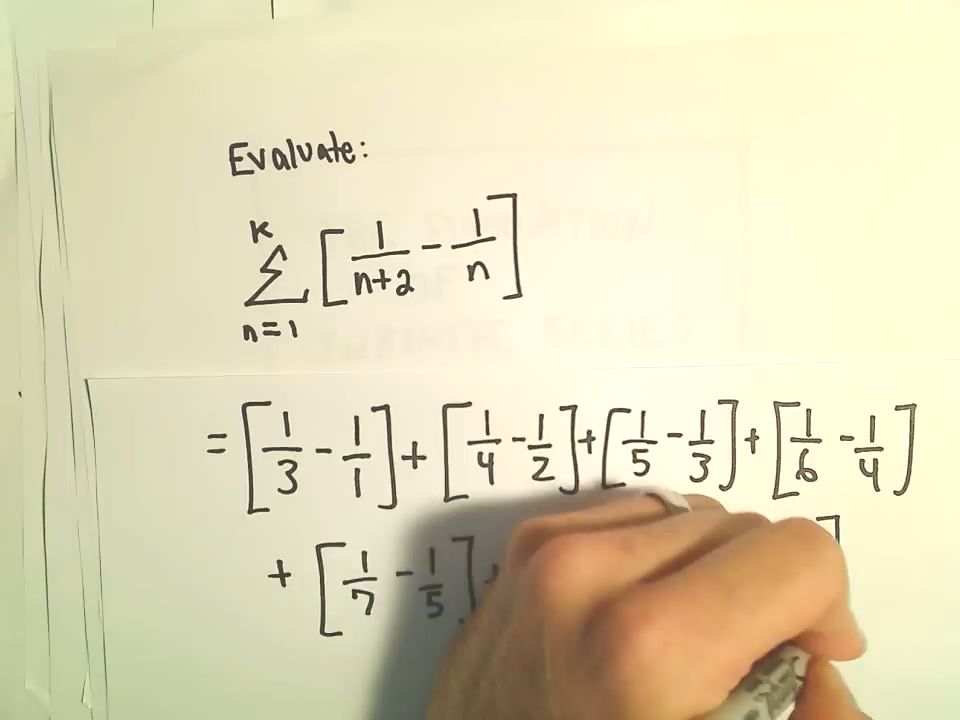 Evaluate:
K
Σ [1/(n+2) - 1/n]
n=1
= [1/3 - 1/1] + [1/4 - 1/2] + [1/5 - 1/3] + [1/6 - 1/4]
+ [1/7 - 1/5] +